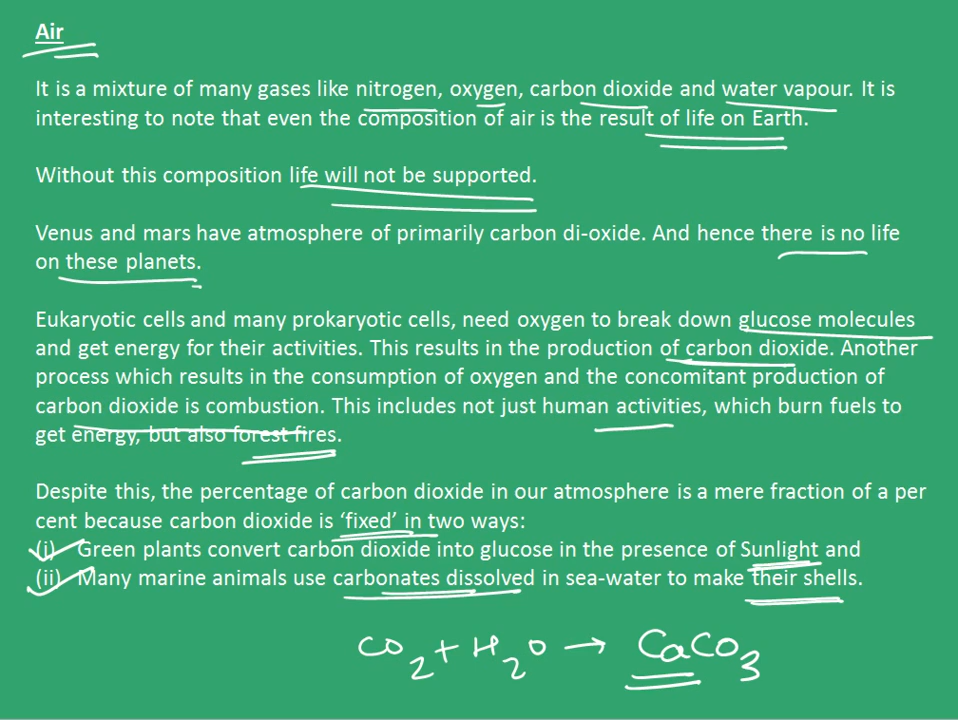 Air
It is a mixture of many gases like nitrogen, oxygen, carbon dioxide and water vapour. It is
interesting to note that even the composition of air is the result of life on Earth.
Without this composition life will not be supported.
Venus and mars have atmosphere of primarily carbon di-oxide. And hence there is no life
on these planets.
Eukaryotic cells and many prokaryotic cells, need oxygen to break down glucose molecules
and get energy for their activities. This results in the production of carbon dioxide. Another
process which results in the consumption of oxygen and the concomitant production of
carbon dioxide is combustion. This includes not just human activities, which burn fuels to
get energy, but also forest fires.
Despite this, the percentage of carbon dioxide in our atmosphere is a mere fraction of a per
cent because carbon dioxide is ‘fixed’ in two ways:
(i) Green plants convert carbon dioxide into glucose in the presence of Sunlight and
(ii) Many marine animals use carbonates dissolved in sea-water to make their shells.
CO2 + H2O → CaCO3